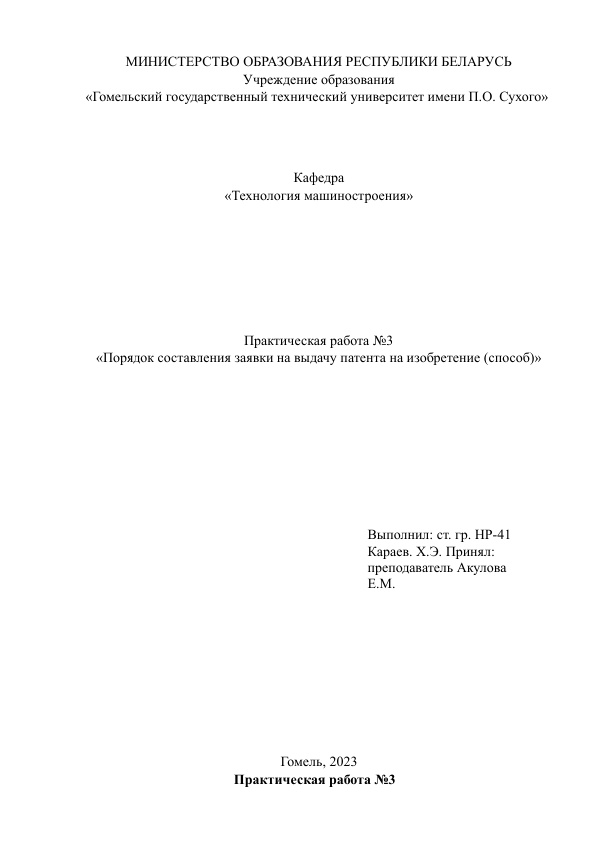 МИНИСТЕРСТВО ОБРАЗОВАНИЯ РЕСПУБЛИКИ БЕЛАРУСЬ
Учреждение образования
«Гомельский государственный технический университет имени П.О. Сухого»
Кафедра
«Технология машиностроения»
Практическая работа №3
«Порядок составления заявки на выдачу патента на изобретение (способ)»
Выполнил: ст. гр. НР-41
Караев. Х.Э. Принял:
преподаватель Акулова
Е.М.
Гомель, 2023
Практическая работа №3